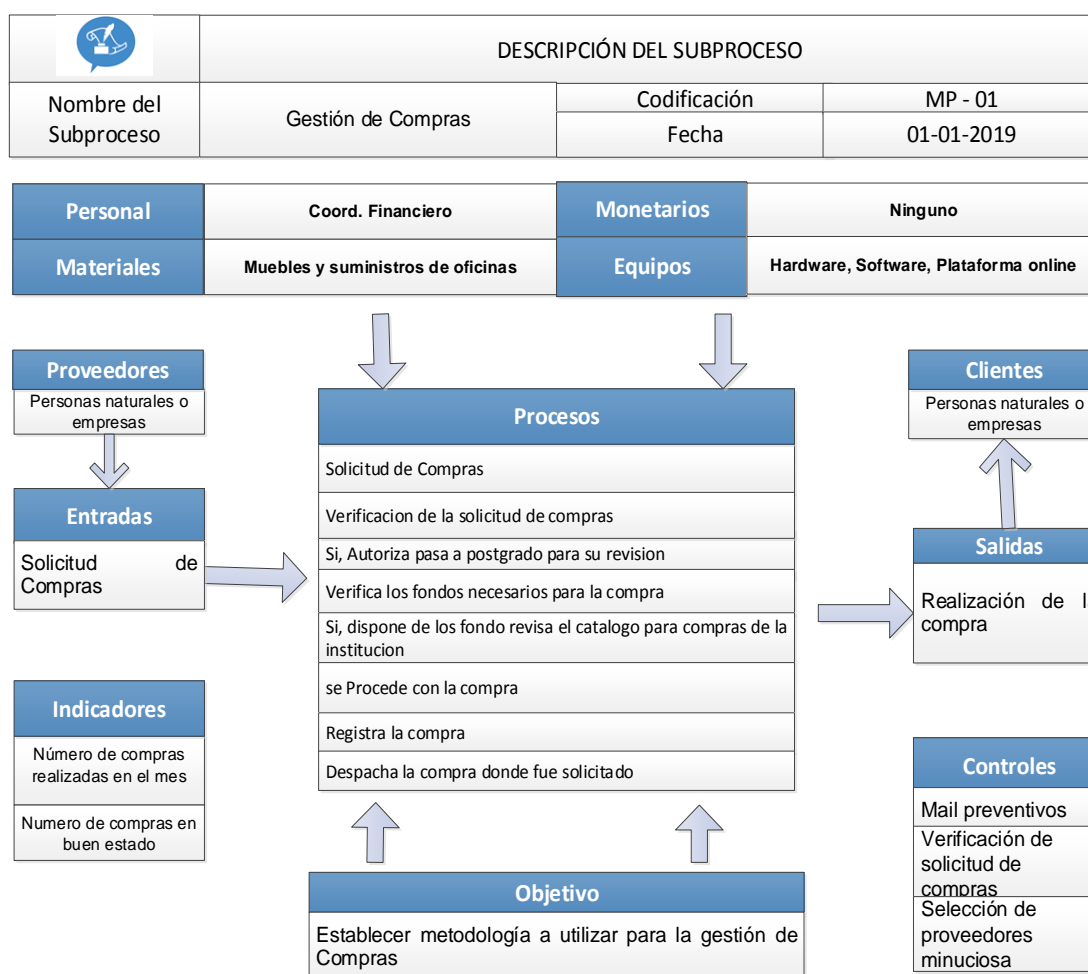 DESCRIPCIÓN DEL SUBPROCESO
Nombre del
Subproceso
Gestión de Compras
Codificación
MP - 01
Fecha
01-01-2019
Personal
Coord. Financiero
Monetarios
Ninguno
Materiales
Muebles y suministros de oficinas
Equipos
Hardware, Software, Plataforma online
Proveedores
Personas naturales o
empresas
Entradas
Solicitud de
Compras
Indicadores
Número de compras
realizadas en el mes
Numero de compras en
buen estado
Procesos
Solicitud de Compras
Verificacion de la solicitud de compras
Si, Autoriza pasa a postgrado para su revision
Verifica los fondos necesarios para la compra
Si, dispone de los fondo revisa el catalogo para compras de la
institucion
se Procede con la compra
Registra la compra
Despacha la compra donde fue solicitado
Objetivo
Establecer metodología a utilizar para la gestión de
Compras
Clientes
Personas naturales o
empresas
Salidas
Realización de l
compra
Controles
Mail preventivos
Verificación de
solicitud de
compras
Selección de
proveedores
minuciosa